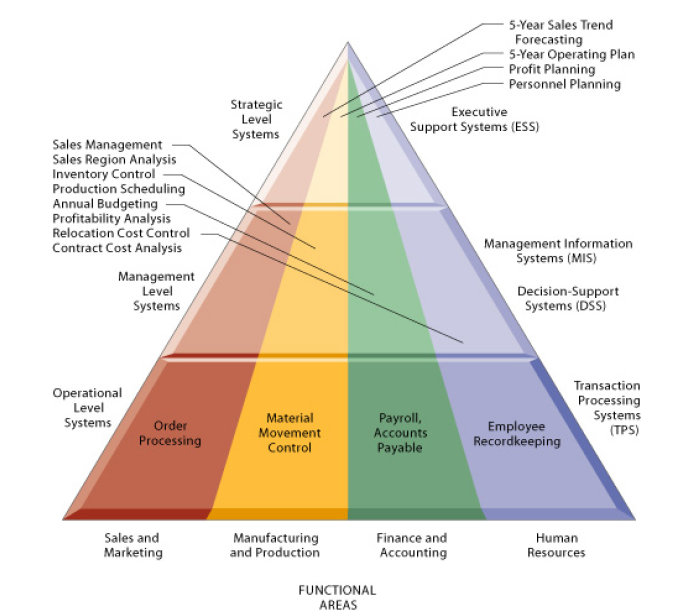 5-Year Sales Trend
Forecasting
5-Year Operating Plan
Profit Planning
Personnel Planning
Strategic
Level
Systems
Executive
Support Systems (ESS)
Sales Management
Sales Region Analysis
Inventory Control
Production Scheduling
Annual Budgeting
Profitability Analysis
Relocation Cost Control
Contract Cost Analysis
Management Information
Systems (MIS)
Management
Level
Systems
Decision-Support
Systems (DSS)
Operational
Level
Systems
Transaction
Processing
Systems
(TPS)
Order
Processing
Material
Movement
Control
Payroll,
Accounts
Payable
Employee
Recordkeeping
Sales and
Marketing
Manufacturing
and Production
Finance and
Accounting
Human
Resources
FUNCTIONAL
AREAS